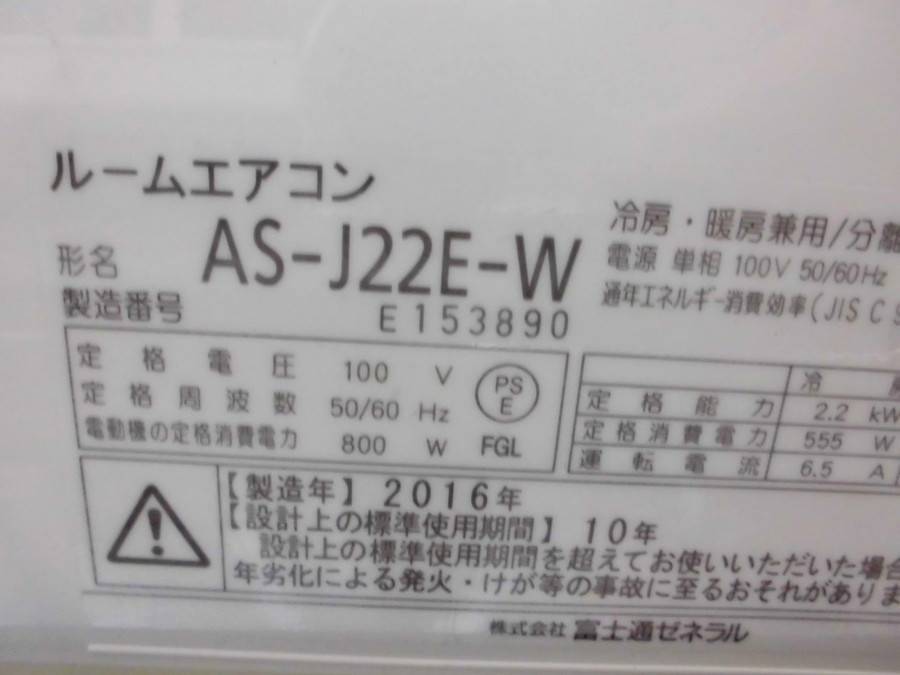 ルームエアコン
形名 AS-J22E-W
製造番号 E153890
冷房・暖房兼用/分離
電源 単相 100V 50/60Hz
通年エネルギー消費効率(JIS C 9
定格電圧 100 V
定格周波数 50/60 Hz
電動機の定格消費電力 800 W
PS
E
FGL
冷 房
定格能力 2.2 kW
定格消費電力 555 W
運転電流 6.5 A
【製造年】2016年
【設計上の標準使用期間】10年
設計上の標準使用期間を超えてお使いいただいた場合
年劣化による発火・けが等の事故に至るおそれがありま
株式会社 富士通ゼネラル